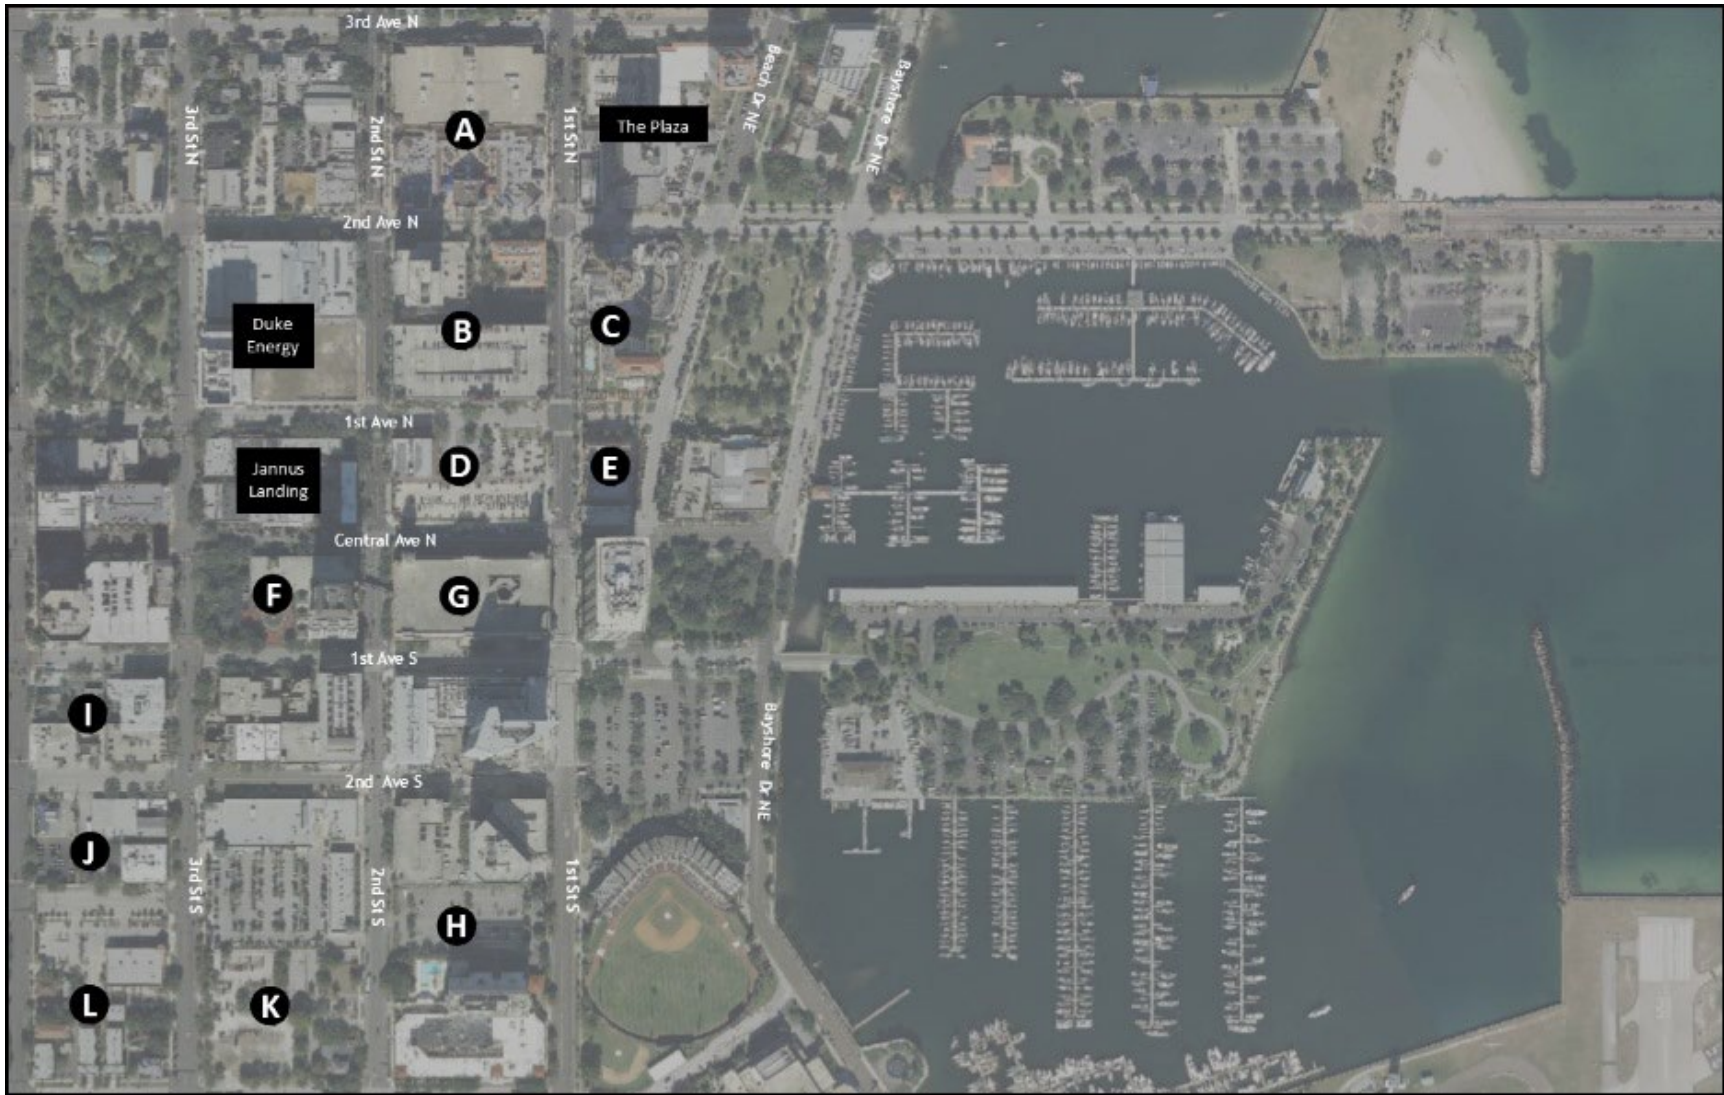 3rd Ave N
Beach Dr NE
Bayshore Dr NE
3rd St N
2nd St N
A
1st St N
The Plaza
2nd Ave N
Duke
Energy
B
C
1st Ave N
Jannus
Landing
D
E
Central Ave N
F
G
1st Ave S
I
Bayshore Dr NE
2nd Ave S
J
3rd St S
2nd St S
1st St S
H
L
K